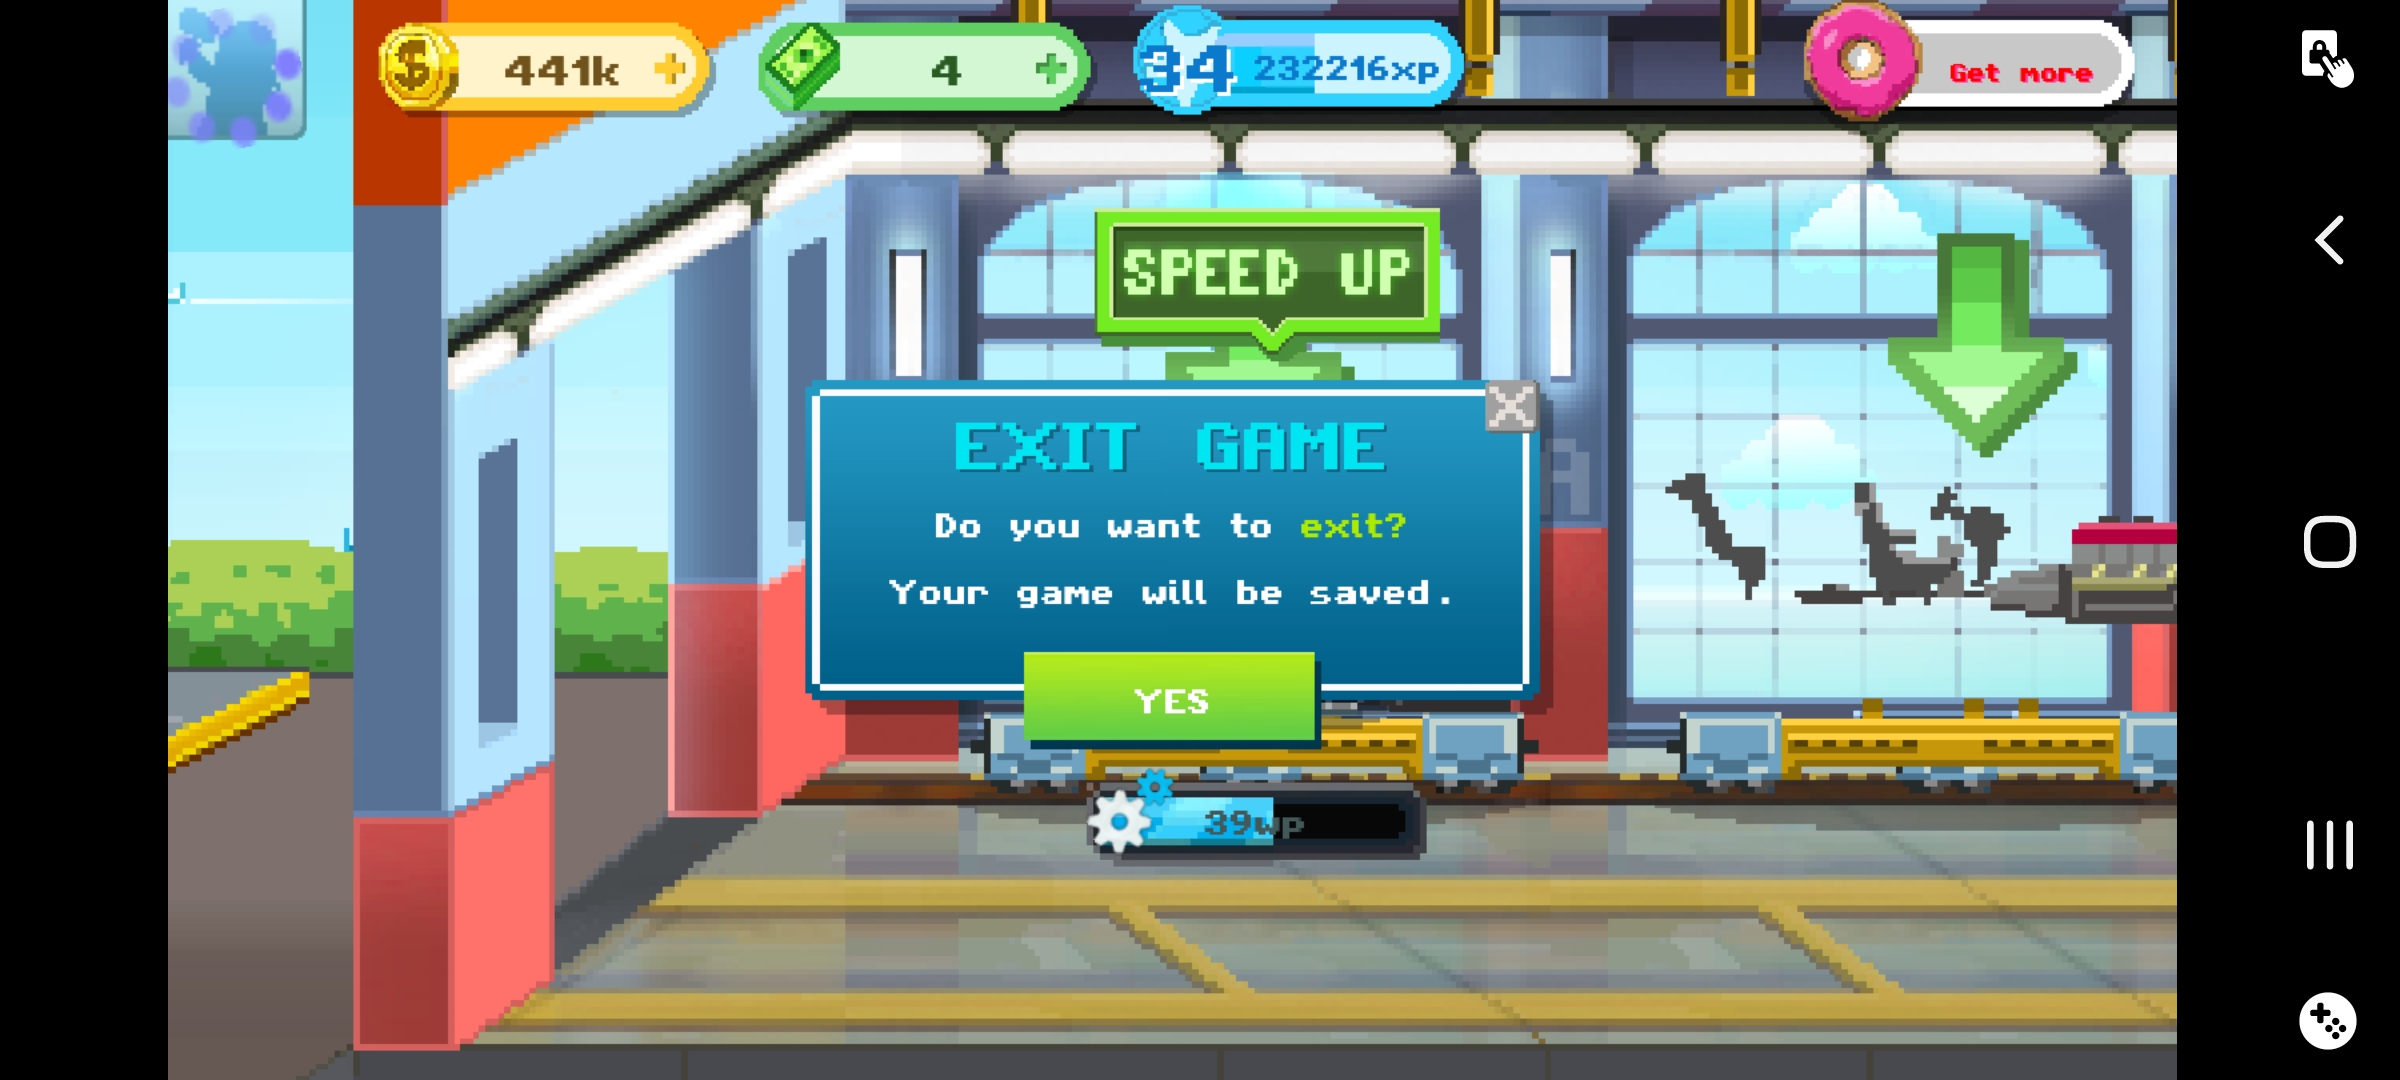 441k
4
34 232216xp
Get more
SPEED UP
EXIT GAME
Do you want to exit?
Your game will be saved.
YES
39wp